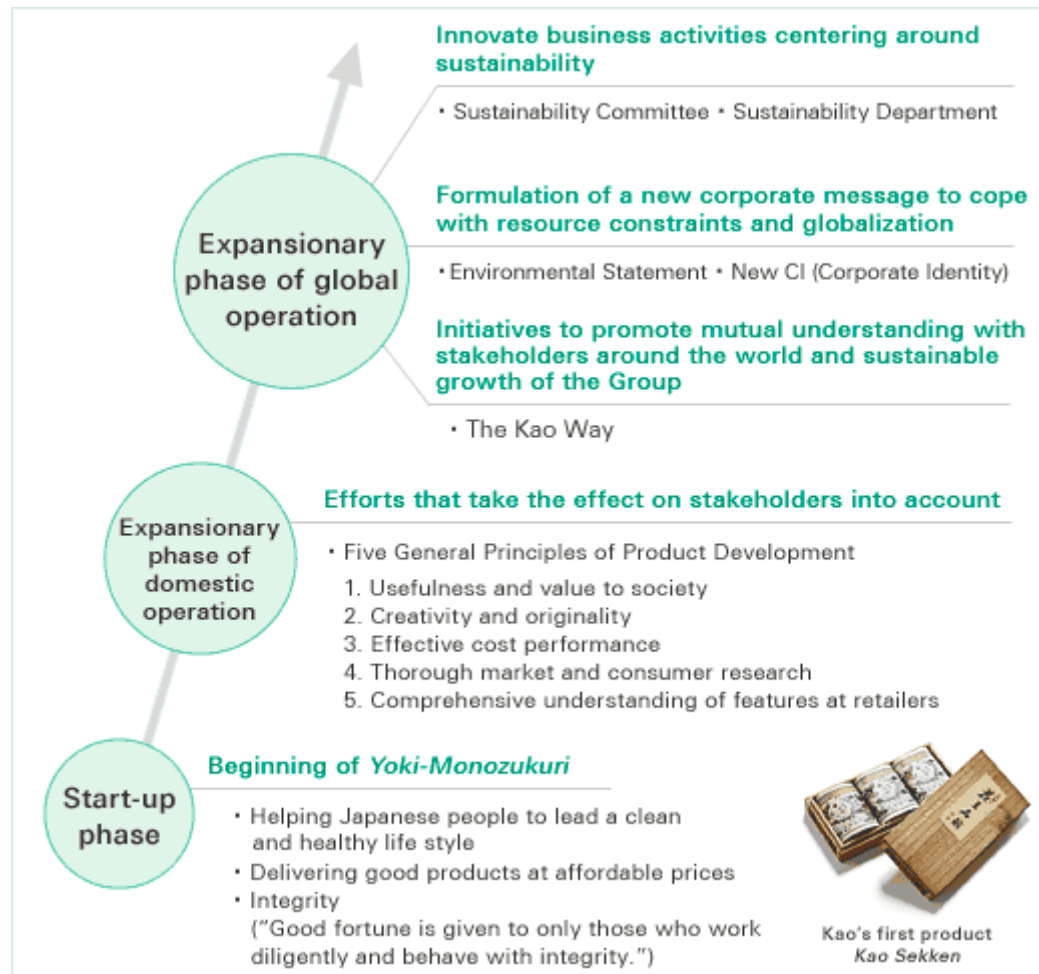 Innovate business activities centering around
sustainability
・Sustainability Committee・Sustainability Department
Formulation of a new corporate message to cope
with resource constraints and globalization
・Environmental Statement・New CI (Corporate Identity)
Initiatives to promote mutual understanding with
stakeholders around the world and sustainable
growth of the Group
・The Kao Way
Expansionary
phase of global
operation
Efforts that take the effect on stakeholders into account
・Five General Principles of Product Development
1. Usefulness and value to society
2. Creativity and originality
3. Effective cost performance
4. Thorough market and consumer research
5. Comprehensive understanding of features at retailers
Expansionary
phase of
domestic
operation
Beginning of Yoki-Monozukuri
・Helping Japanese people to lead a clean
and healthy life style
・Delivering good products at affordable prices
・Integrity
("Good fortune is given to only those who work
diligently and behave with integrity.")
Start-up
phase
Kao's first product
Kao Sekken